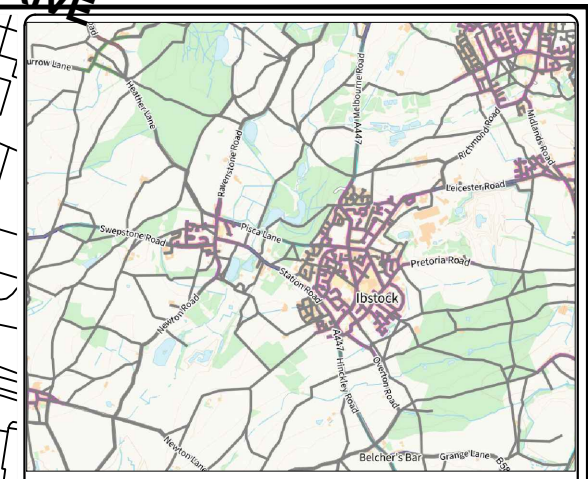 urrow Lane
Heather Lane
Melbourne Road
A447
Ravenstone Road
Richmond Road
Midlands Road
Leicester Road
Swepstone Road
Pisca Lane
Pretoria Road
Station Road
Ibstock
Newton Road
A447
Hinckley Road
Overton Road
Newton Lane
Belcher's Bar
Grange Lane